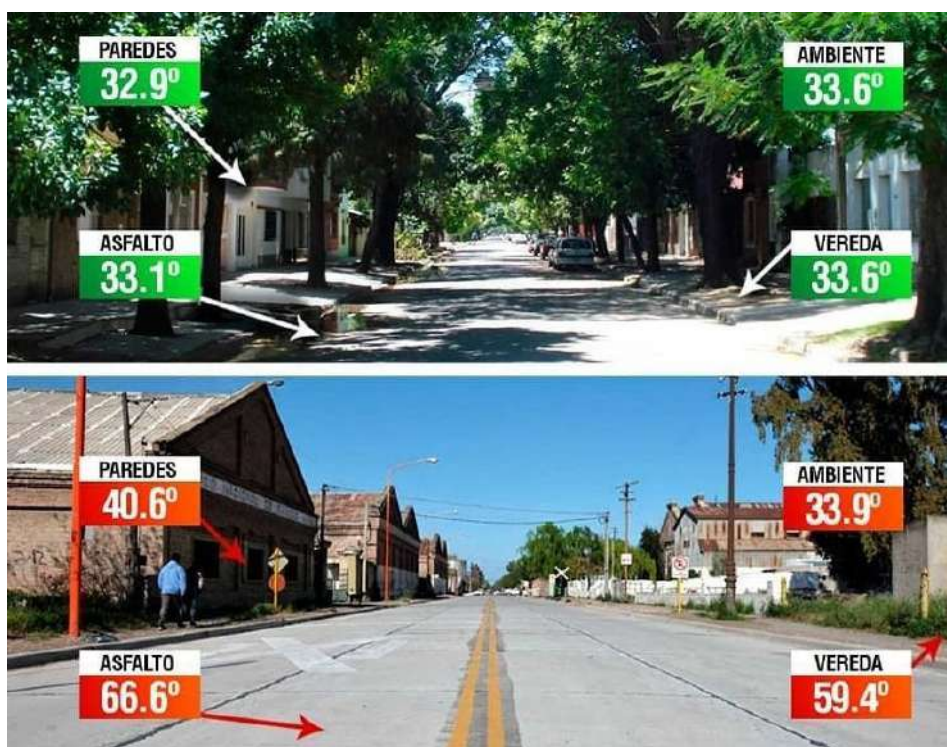 PAREDES
32.9º
AMBIENTE
33.6º
ASFALTO
33.1º
VEREDA
33.6º
PAREDES
40.6º
AMBIENTE
33.9º
ASFALTO
66.6º
VEREDA
59.4º